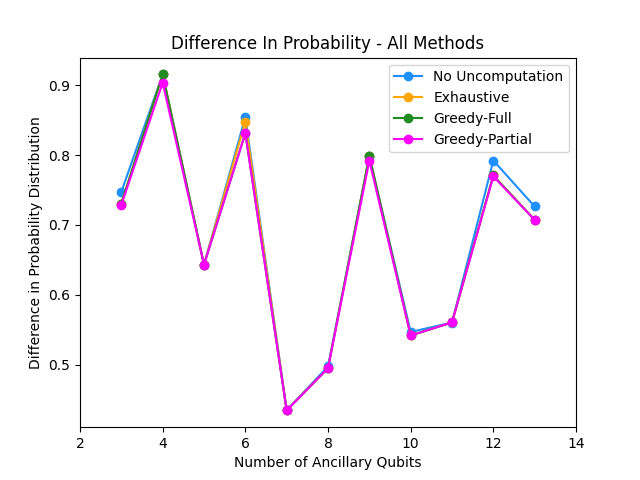 Difference In Probability - All Methods
No Uncomputation
Exhaustive
Greedy-Full
Greedy-Partial
Difference in Probability Distribution
0.9
0.8
0.7
0.6
0.5
2 4 6 8 10 12 14
Number of Ancillary Qubits